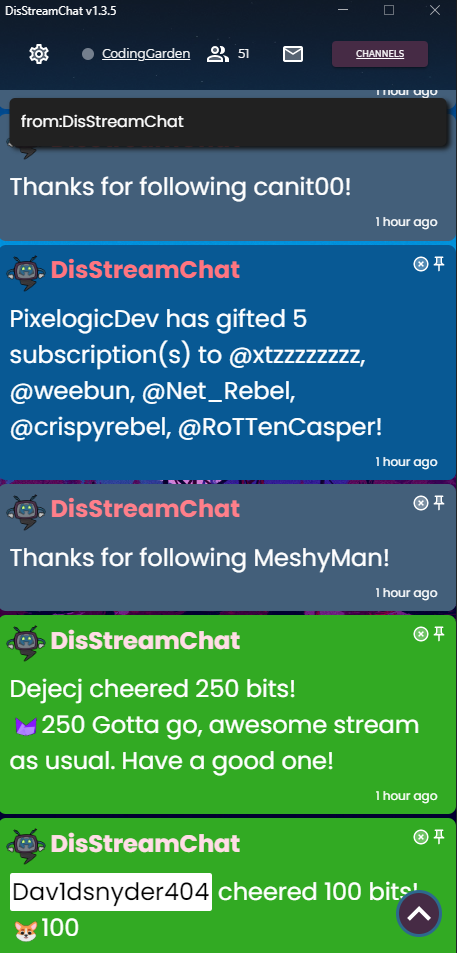 DisStreamChat v1.3.5
CodingGarden 51 CHANNELS
1 hour ago
from:DisStreamChat
Thanks for following canit00!
1 hour ago
DisStreamChat
PixelogicDev has gifted 5
subscription(s) to @xtzzzzzzzz,
@weebun, @Net_Rebel,
@crispyrebel, @RoTTenCasper!
1 hour ago
DisStreamChat
Thanks for following MeshyMan!
1 hour ago
DisStreamChat
Dejecj cheered 250 bits!
250 Gotta go, awesome stream
as usual. Have a good one!
1 hour ago
DisStreamChat
Dav1dsnyder404 cheered 100 bits!
100